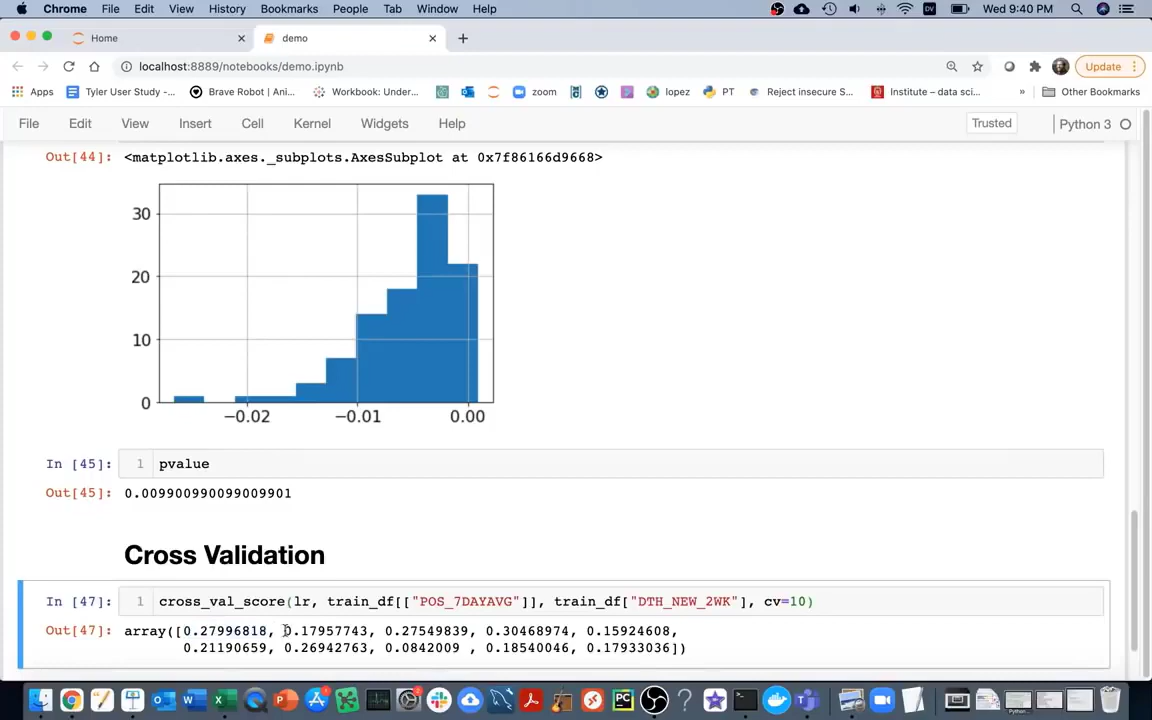 Chrome File Edit View History Bookmarks People Tab Window Help DV Wed 9:40 PM
Home demo
localhost:8889/notebooks/demo.ipynb Update
Apps Tyler User Study -... Brave Robot | Ani... Workbook: Under... zoom lopez PT Reject insecure S... Institute – data sci... » Other Bookmarks
File Edit View Insert Cell Kernel Widgets Help Trusted Python 3
Out[44]: <matplotlib.axes._subplots.AxesSubplot at 0x7f86166d9668>
30
20
10
0
−0.02 −0.01 0.00
In [45]: 1 pvalue
Out[45]: 0.009900990099009901
Cross Validation
In [47]: 1 cross_val_score(lr, train_df[["POS_7DAYAVG"]], train_df["DTH_NEW_2WK"], cv=10)
Out[47]: array([0.27996818, 0.17957743, 0.27549839, 0.30468974, 0.15924608,
0.21190659, 0.26942763, 0.0842009 , 0.18540046, 0.17933036])